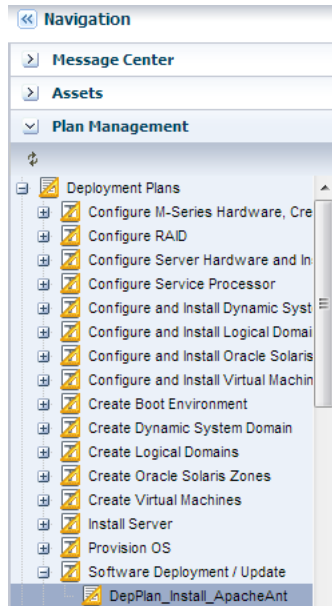 Navigation
Message Center
Assets
Plan Management
Deployment Plans
Configure M-Series Hardware, Cre
Configure RAID
Configure Server Hardware and In
Configure Service Processor
Configure and Install Dynamic Syst
Configure and Install Logical Domai
Configure and Install Oracle Solaris
Configure and Install Virtual Machin
Create Boot Environment
Create Dynamic System Domain
Create Logical Domains
Create Oracle Solaris Zones
Create Virtual Machines
Install Server
Provision OS
Software Deployment / Update
DepPlan_Install_ApacheAnt